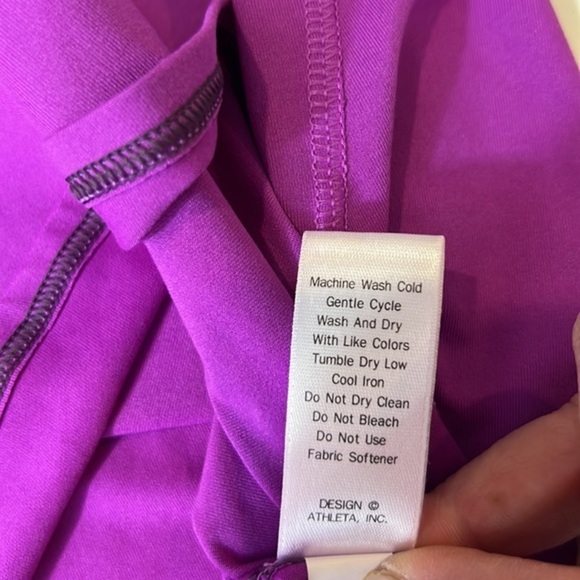 Machine Wash Cold
Gentle Cycle
Wash And Dry
With Like Colors
Tumble Dry Low
Cool Iron
Do Not Dry Clean
Do Not Bleach
Do Not Use
Fabric Softener
DESIGN ©
ATHLETA, INC.